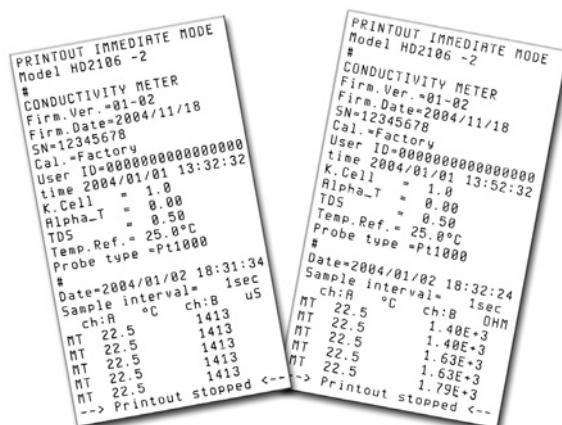 PRINTOUT IMMEDIATE MODE
Model HD2106 -2
#
CONDUCTIVITY METER
Firm.Ver.=01-02
Firm.Date=2004/11/18
SN=12345678
Cal.=Factory
User ID=0000000000000000
time 2004/01/01 13:32:32
K.Cell = 1.0
Alpha_T = 0.00
TDS = 0.50
Temp.Ref.= 25.0°C
Probe type =Pt1000
#
Date=2004/01/02 18:31:34
Sample interval= 1sec
ch:A °C ch:B uS
MT 22.5 1413
MT 22.5 1413
MT 22.5 1413
MT 22.5 1413
MT 22.5 1413
--> Printout stopped <--
PRINTOUT IMMEDIATE MODE
Model HD2106 -2
#
CONDUCTIVITY METER
Firm.Ver.=01-02
Firm.Date=2004/11/18
SN=12345678
Cal.=Factory
User ID=0000000000000000
time 2004/01/01 13:52:32
K.Cell = 1.0
Alpha_T = 0.00
TDS = 0.50
Temp.Ref.= 25.0°C
Probe type =Pt1000
#
Date=2004/01/02 18:32:24
Sample interval= 1sec
ch:A °C ch:B OHM
MT 22.5 1.40E+3
MT 22.5 1.40E+3
MT 22.5 1.63E+3
MT 22.5 1.63E+3
MT 22.5 1.79E+3
--> Printout stopped <--